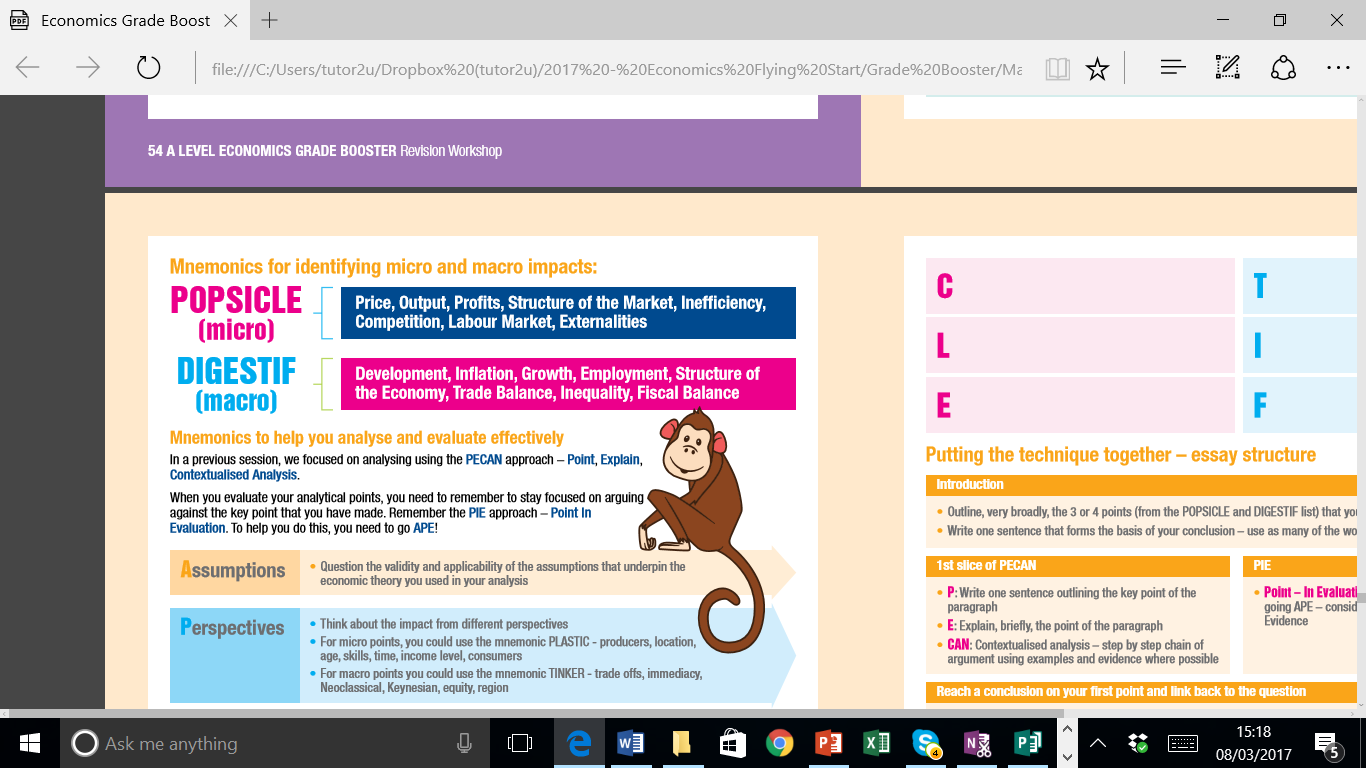 Economics Grade Boost
file:///C:/Users/tutor2u/Dropbox%20(tutor2u)/2017%20-%20Economics%20Flying%20Start/Grade%20Booster/Ma
54 A LEVEL ECONOMICS GRADE BOOSTER Revision Workshop
Mnemonics for identifying micro and macro impacts:
POPSICLE
(micro)
Price, Output, Profits, Structure of the Market, Inefficiency,
Competition, Labour Market, Externalities
DIGESTIF
(macro)
Development, Inflation, Growth, Employment, Structure of
the Economy, Trade Balance, Inequality, Fiscal Balance
Mnemonics to help you analyse and evaluate effectively
In a previous session, we focused on analysing using the PECAN approach – Point, Explain,
Contextualised Analysis.
When you evaluate your analytical points, you need to remember to stay focused on arguing
against the key point that you have made. Remember the PIE approach – Point In
Evaluation. To help you do this, you need to go APE!
Assumptions
• Question the validity and applicability of the assumptions that underpin the
economic theory you used in your analysis
Perspectives
• Think about the impact from different perspectives
• For micro points, you could use the mnemonic PLASTIC - producers, location,
age, skills, time, income level, consumers
• For macro points you could use the mnemonic TINKER - trade offs, immediacy,
Neoclassical, Keynesian, equity, region
C
T
L
I
E
F
Putting the technique together – essay structure
Introduction
• Outline, very broadly, the 3 or 4 points (from the POPSICLE and DIGESTIF list) that yo
• Write one sentence that forms the basis of your conclusion – use as many of the wo
1st slice of PECAN
• P: Write one sentence outlining the key point of the
paragraph
• E: Explain, briefly, the point of the paragraph
• CAN: Contextualised analysis – step by step chain of
argument using examples and evidence where possible
PIE
• Point – In Evaluati
going APE – consid
Evidence
Reach a conclusion on your first point and link back to the question
Ask me anything
4
15:18
08/03/2017
5